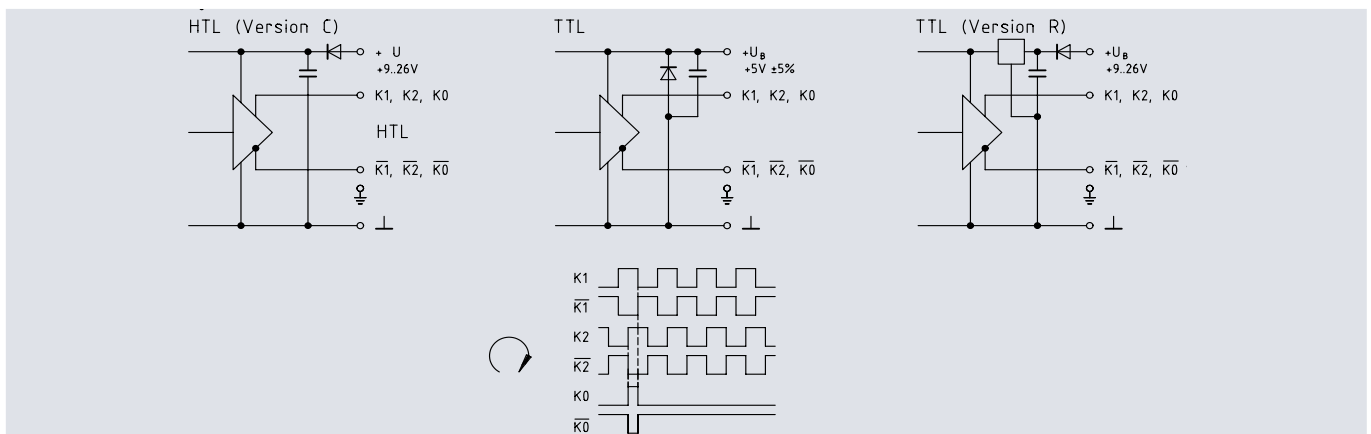 HTL (Version C)
+ U
+9..26V
K1, K2, K0
HTL
K̅1̅, K̅2̅, K̅0̅
⊥
TTL
+U_B
+5V ±5%
K1, K2, K0
K̅1̅, K̅2̅, K̅0̅
⊥
TTL (Version R)
+U_B
+9..26V
K1, K2, K0
K̅1̅, K̅2̅, K̅0̅
⊥
K1
K̅1̅
K2
K̅2̅
K0
K̅0̅